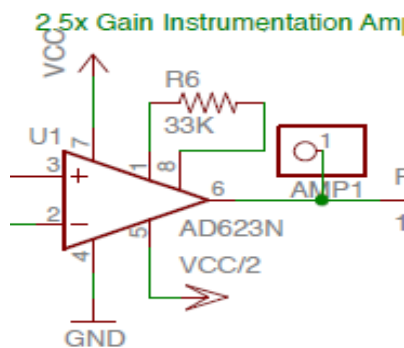 2.5x Gain Instrumentation Amp
VCC
R6
33K
U1
7
1
8
3
+
1
6
AMP1
2
-
5
AD623N
4
VCC/2
GND